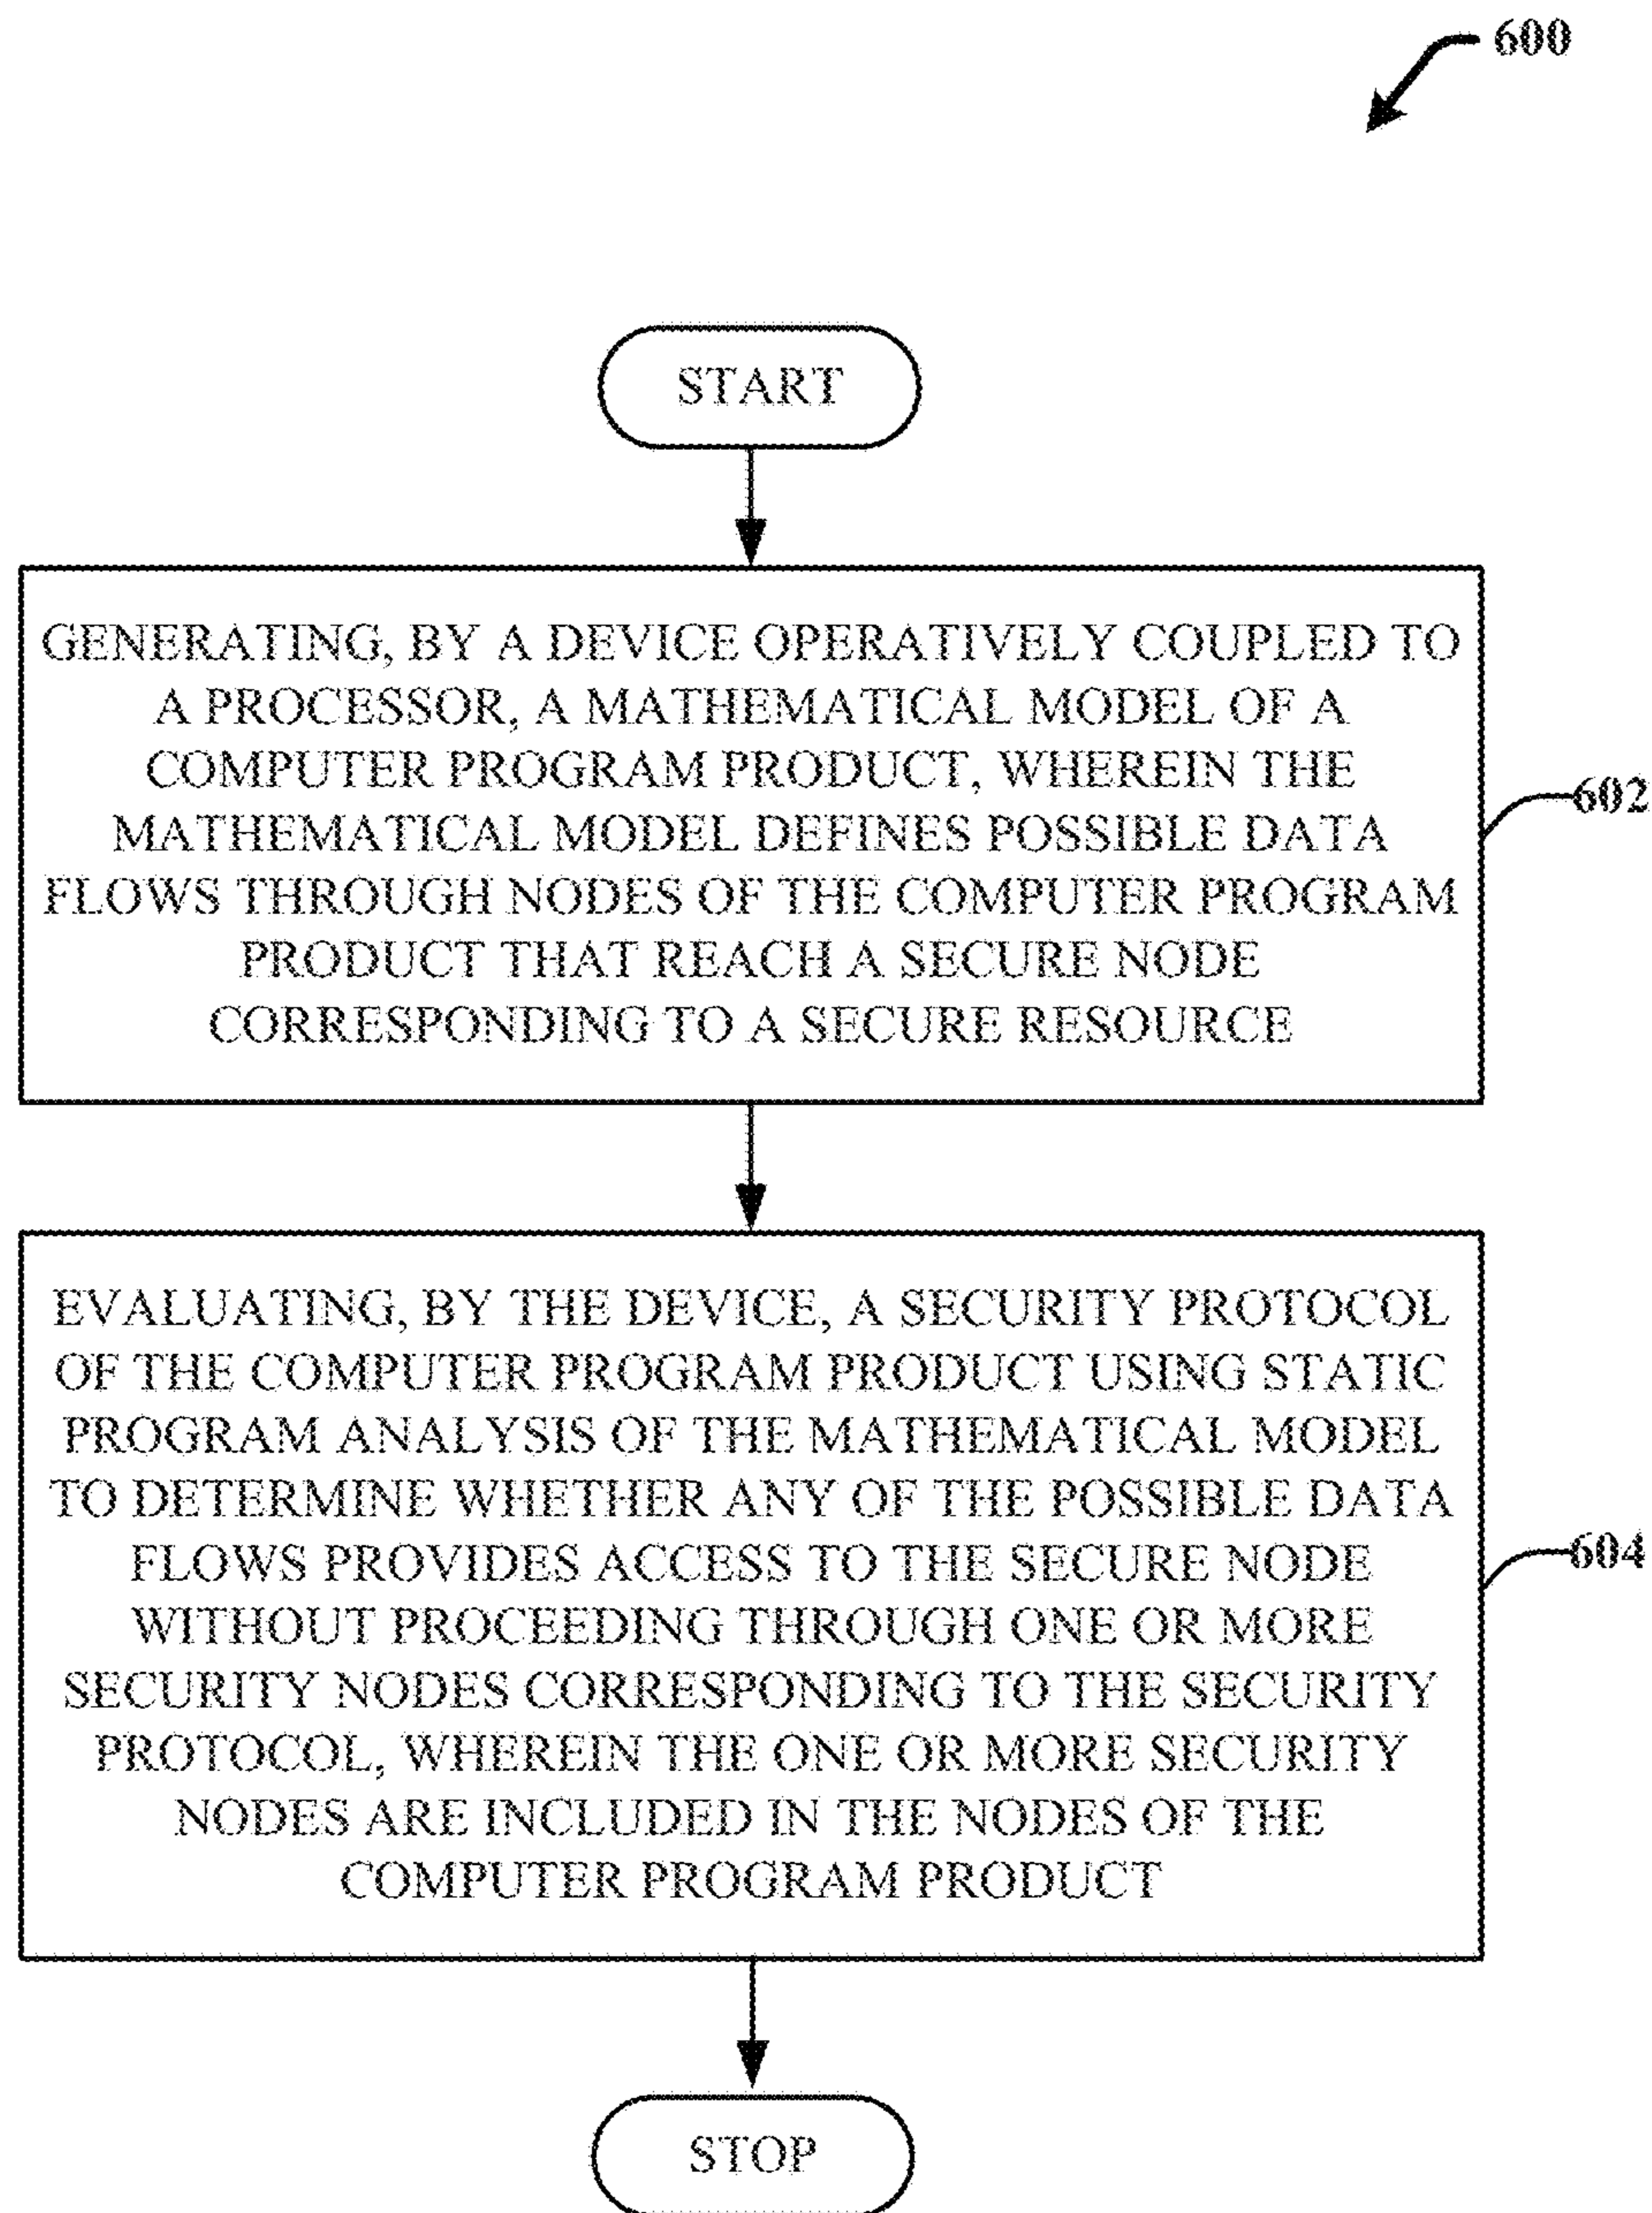 600
START
GENERATING, BY A DEVICE OPERATIVELY COUPLED TO
A PROCESSOR, A MATHEMATICAL MODEL OF A
COMPUTER PROGRAM PRODUCT, WHEREIN THE
MATHEMATICAL MODEL DEFINES POSSIBLE DATA
FLOWS THROUGH NODES OF THE COMPUTER PROGRAM
PRODUCT THAT REACH A SECURE NODE
CORRESPONDING TO A SECURE RESOURCE
602
EVALUATING, BY THE DEVICE, A SECURITY PROTOCOL
OF THE COMPUTER PROGRAM PRODUCT USING STATIC
PROGRAM ANALYSIS OF THE MATHEMATICAL MODEL
TO DETERMINE WHETHER ANY OF THE POSSIBLE DATA
FLOWS PROVIDES ACCESS TO THE SECURE NODE
WITHOUT PROCEEDING THROUGH ONE OR MORE
SECURITY NODES CORRESPONDING TO THE SECURITY
PROTOCOL, WHEREIN THE ONE OR MORE SECURITY
NODES ARE INCLUDED IN THE NODES OF THE
COMPUTER PROGRAM PRODUCT
604
STOP